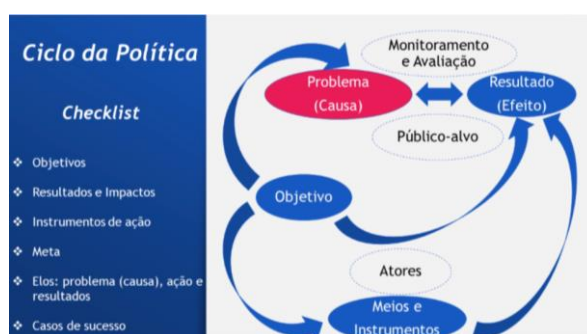 Ciclo da Política
Checklist
❖ Objetivos
❖ Resultados e Impactos
❖ Instrumentos de ação
❖ Meta
❖ Elos: problema (causa), ação e
resultados
❖ Casos de sucesso
Monitoramento
e Avaliação
Problema
(Causa)
Resultado
(Efeito)
Público-alvo
Objetivo
Atores
Meios e
Instrumentos